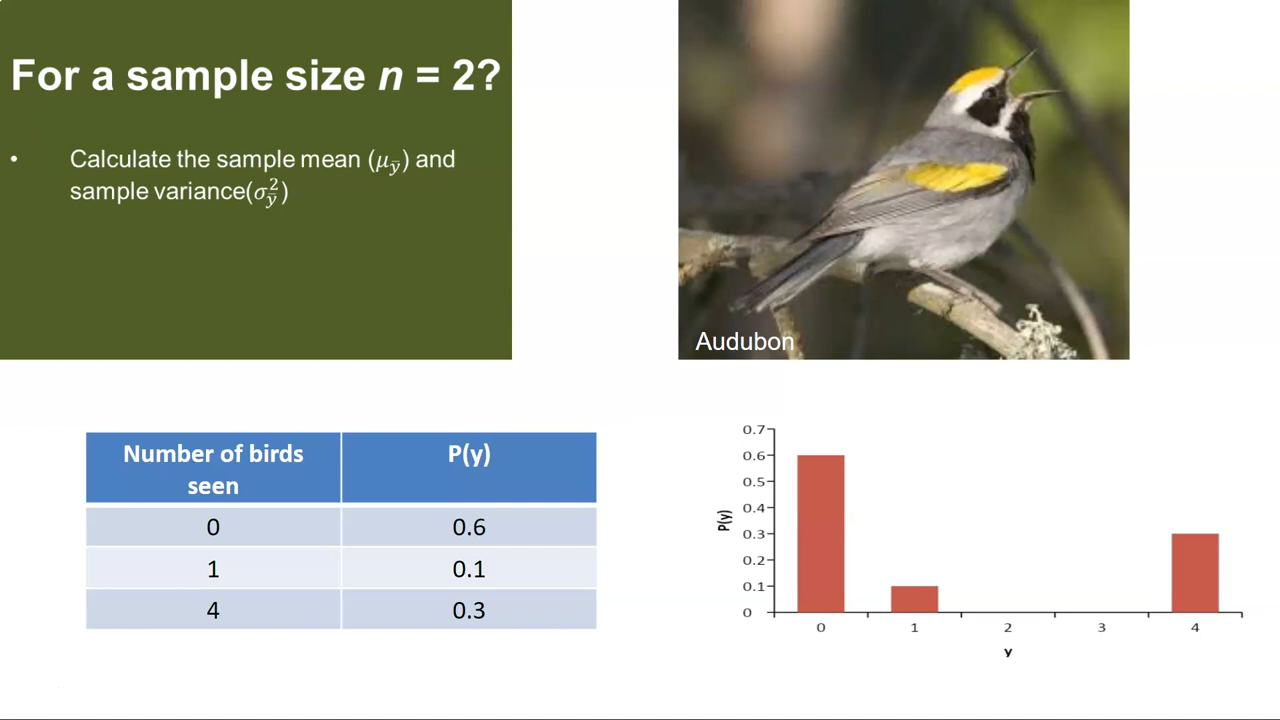 For a sample size n = 2?
• Calculate the sample mean (μȳ) and
sample variance(σ²ȳ)
Audubon
Number of birds
seen
P(y)
0 0.6
1 0.1
4 0.3
0.7
0.6
0.5
0.4
0.3
0.2
0.1
0
P(y)
0 1 2 3 4
y